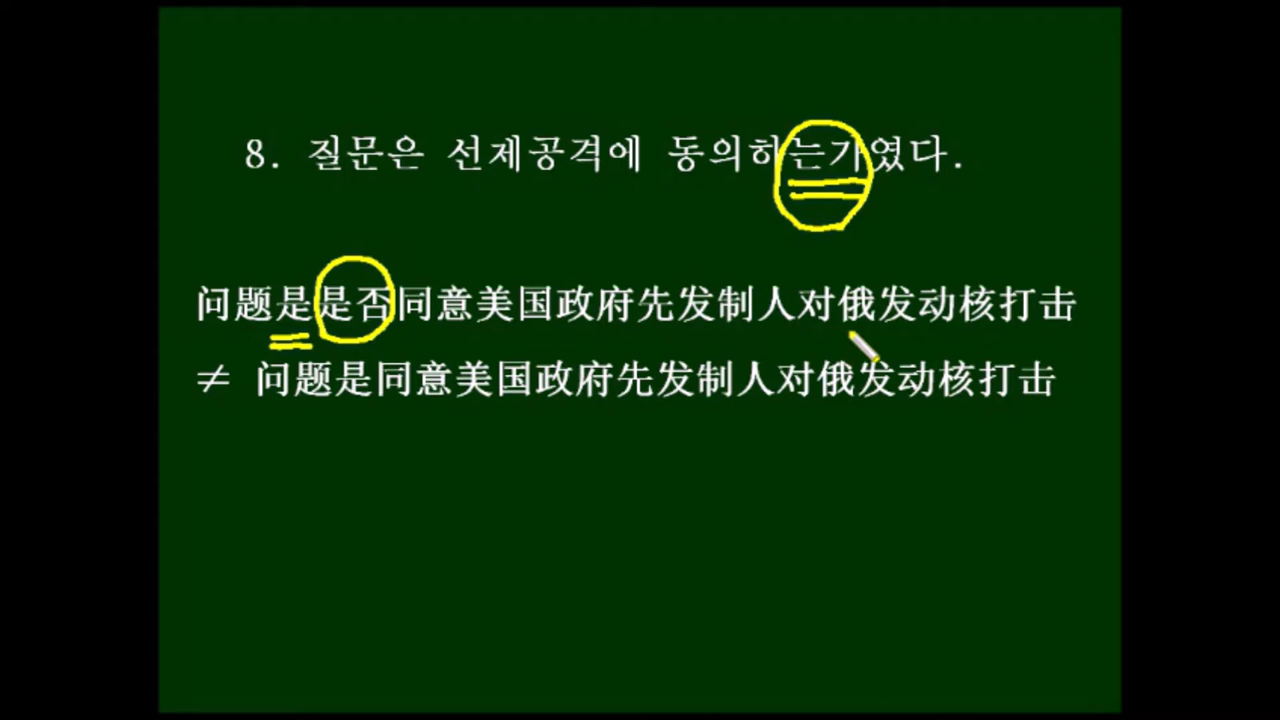 8. 질문은 선제공격에 동의하는가였다.
问题是是否同意美国政府先发制人对俄发动核打击
≠ 问题是同意美国政府先发制人对俄发动核打击